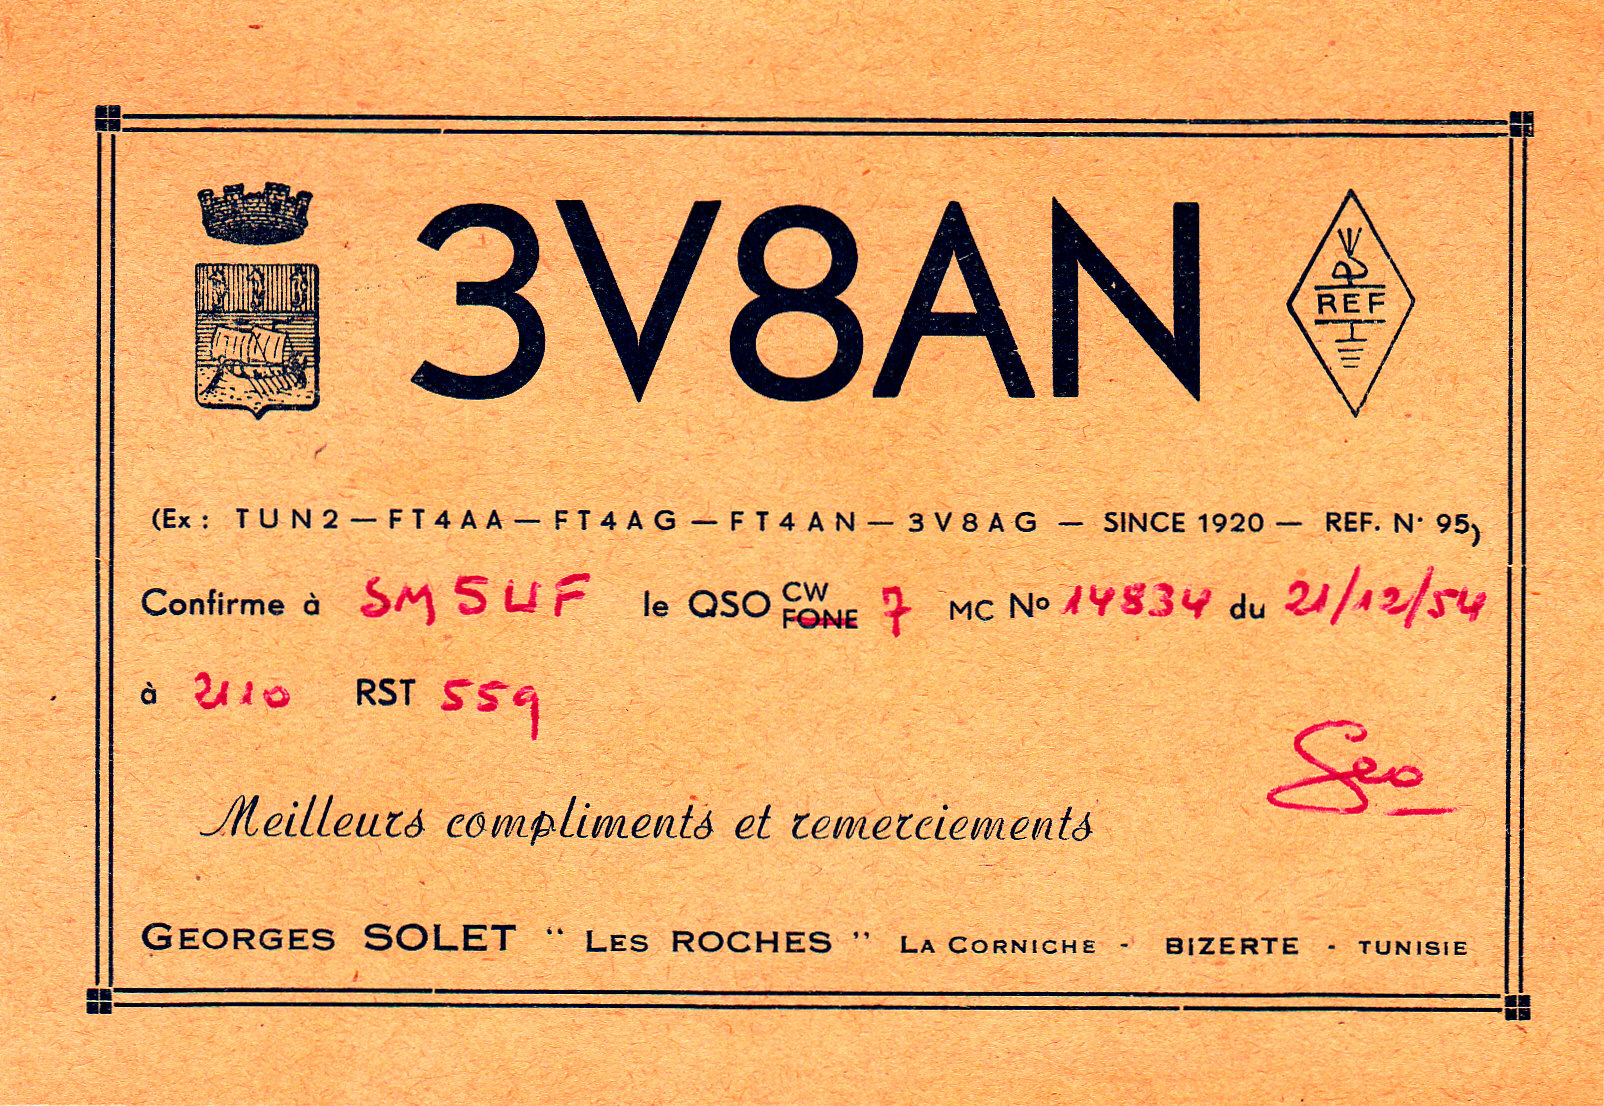 3V8AN
REF
(Ex : TUN2 — FT4AA — FT4AG — FT4AN — 3V8AG — SINCE 1920 — REF. N· 95)
Confirme à SM5UF le QSO CW FONE 7 MC Nº 14834 du 21/12/54
à 2110 RST 559
Geo
Meilleurs compliments et remerciements
GEORGES SOLET “ LES ROCHES ” LA CORNICHE - BIZERTE - TUNISIE